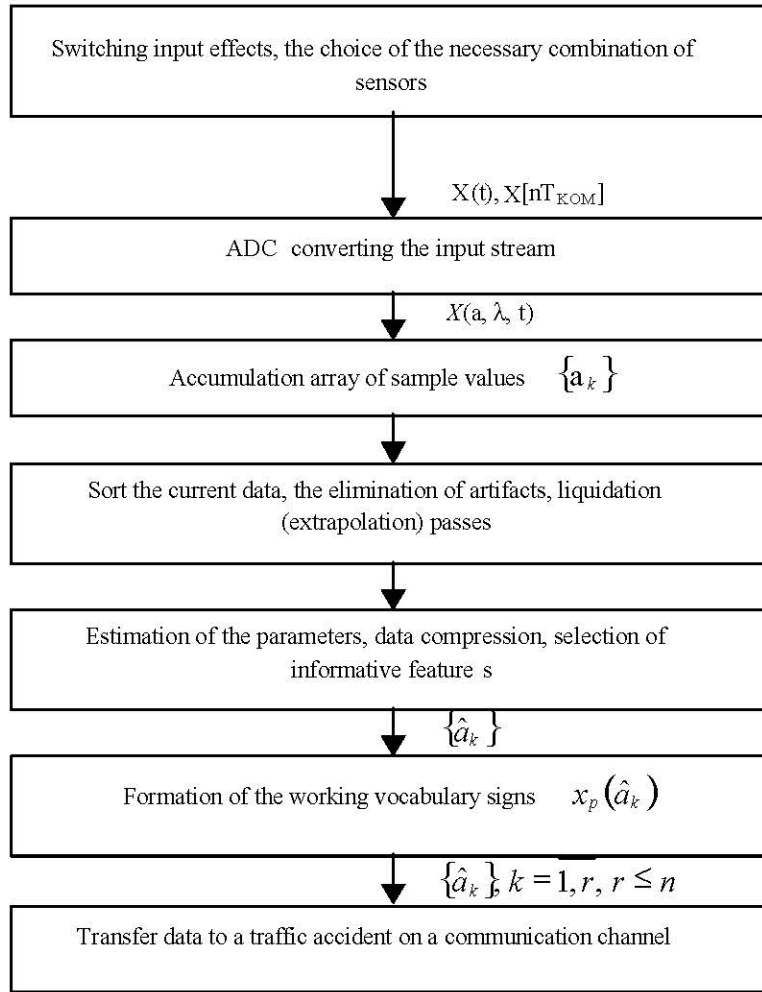 Switching input effects, the choice of the necessary combination of
sensors
X(t), X[nT_KOM]
ADC converting the input stream
X(a, λ, t)
Accumulation array of sample values {a_k}
Sort the current data, the elimination of artifacts, liquidation
(extrapolation) passes
Estimation of the parameters, data compression, selection of
informative feature s
{â_k}
Formation of the working vocabulary signs x_p(â_k)
{â_k}, k = 1,r, r ≤ n
Transfer data to a traffic accident on a communication channel